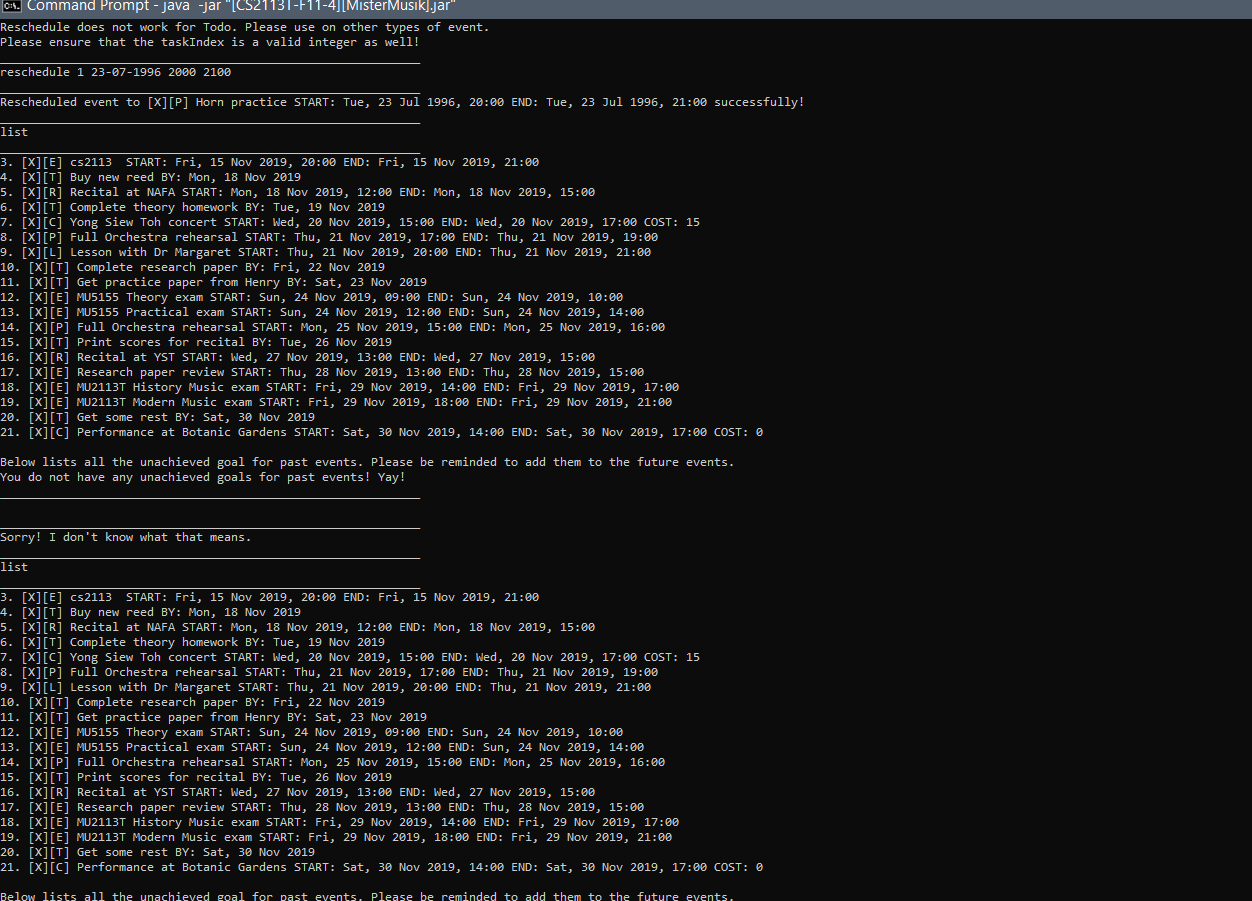 Command Prompt - java -jar "[CS2113T-F11-4][MisterMusik].jar"
Reschedule does not work for Todo. Please use on other types of event.
Please ensure that the taskIndex is a valid integer as well!
____________________________________________________________
reschedule 1 23-07-1996 2000 2100
____________________________________________________________
Rescheduled event to [X][P] Horn practice START: Tue, 23 Jul 1996, 20:00 END: Tue, 23 Jul 1996, 21:00 successfully!
____________________________________________________________
list
____________________________________________________________
3. [X][E] cs2113  START: Fri, 15 Nov 2019, 20:00 END: Fri, 15 Nov 2019, 21:00
4. [X][T] Buy new reed BY: Mon, 18 Nov 2019
5. [X][R] Recital at NAFA START: Mon, 18 Nov 2019, 12:00 END: Mon, 18 Nov 2019, 15:00
6. [X][T] Complete theory homework BY: Tue, 19 Nov 2019
7. [X][C] Yong Siew Toh concert START: Wed, 20 Nov 2019, 15:00 END: Wed, 20 Nov 2019, 17:00 COST: 15
8. [X][P] Full Orchestra rehearsal START: Thu, 21 Nov 2019, 17:00 END: Thu, 21 Nov 2019, 19:00
9. [X][L] Lesson with Dr Margaret START: Thu, 21 Nov 2019, 20:00 END: Thu, 21 Nov 2019, 21:00
10. [X][T] Complete research paper BY: Fri, 22 Nov 2019
11. [X][T] Get practice paper from Henry BY: Sat, 23 Nov 2019
12. [X][E] MU5155 Theory exam START: Sun, 24 Nov 2019, 09:00 END: Sun, 24 Nov 2019, 10:00
13. [X][E] MU5155 Practical exam START: Sun, 24 Nov 2019, 12:00 END: Sun, 24 Nov 2019, 14:00
14. [X][P] Full Orchestra rehearsal START: Mon, 25 Nov 2019, 15:00 END: Mon, 25 Nov 2019, 16:00
15. [X][T] Print scores for recital BY: Tue, 26 Nov 2019
16. [X][R] Recital at YST START: Wed, 27 Nov 2019, 13:00 END: Wed, 27 Nov 2019, 15:00
17. [X][E] Research paper review START: Thu, 28 Nov 2019, 13:00 END: Thu, 28 Nov 2019, 15:00
18. [X][E] MU2113T History Music exam START: Fri, 29 Nov 2019, 14:00 END: Fri, 29 Nov 2019, 17:00
19. [X][E] MU2113T Modern Music exam START: Fri, 29 Nov 2019, 18:00 END: Fri, 29 Nov 2019, 21:00
20. [X][T] Get some rest BY: Sat, 30 Nov 2019
21. [X][C] Performance at Botanic Gardens START: Sat, 30 Nov 2019, 14:00 END: Sat, 30 Nov 2019, 17:00 COST: 0
Below lists all the unachieved goal for past events. Please be reminded to add them to the future events.
You do not have any unachieved goals for past events! Yay!
____________________________________________________________
____________________________________________________________
Sorry! I don't know what that means.
____________________________________________________________
list
____________________________________________________________
3. [X][E] cs2113  START: Fri, 15 Nov 2019, 20:00 END: Fri, 15 Nov 2019, 21:00
4. [X][T] Buy new reed BY: Mon, 18 Nov 2019
5. [X][R] Recital at NAFA START: Mon, 18 Nov 2019, 12:00 END: Mon, 18 Nov 2019, 15:00
6. [X][T] Complete theory homework BY: Tue, 19 Nov 2019
7. [X][C] Yong Siew Toh concert START: Wed, 20 Nov 2019, 15:00 END: Wed, 20 Nov 2019, 17:00 COST: 15
8. [X][P] Full Orchestra rehearsal START: Thu, 21 Nov 2019, 17:00 END: Thu, 21 Nov 2019, 19:00
9. [X][L] Lesson with Dr Margaret START: Thu, 21 Nov 2019, 20:00 END: Thu, 21 Nov 2019, 21:00
10. [X][T] Complete research paper BY: Fri, 22 Nov 2019
11. [X][T] Get practice paper from Henry BY: Sat, 23 Nov 2019
12. [X][E] MU5155 Theory exam START: Sun, 24 Nov 2019, 09:00 END: Sun, 24 Nov 2019, 10:00
13. [X][E] MU5155 Practical exam START: Sun, 24 Nov 2019, 12:00 END: Sun, 24 Nov 2019, 14:00
14. [X][P] Full Orchestra rehearsal START: Mon, 25 Nov 2019, 15:00 END: Mon, 25 Nov 2019, 16:00
15. [X][T] Print scores for recital BY: Tue, 26 Nov 2019
16. [X][R] Recital at YST START: Wed, 27 Nov 2019, 13:00 END: Wed, 27 Nov 2019, 15:00
17. [X][E] Research paper review START: Thu, 28 Nov 2019, 13:00 END: Thu, 28 Nov 2019, 15:00
18. [X][E] MU2113T History Music exam START: Fri, 29 Nov 2019, 14:00 END: Fri, 29 Nov 2019, 17:00
19. [X][E] MU2113T Modern Music exam START: Fri, 29 Nov 2019, 18:00 END: Fri, 29 Nov 2019, 21:00
20. [X][T] Get some rest BY: Sat, 30 Nov 2019
21. [X][C] Performance at Botanic Gardens START: Sat, 30 Nov 2019, 14:00 END: Sat, 30 Nov 2019, 17:00 COST: 0
Below lists all the unachieved goal for past events. Please be reminded to add them to the future events.